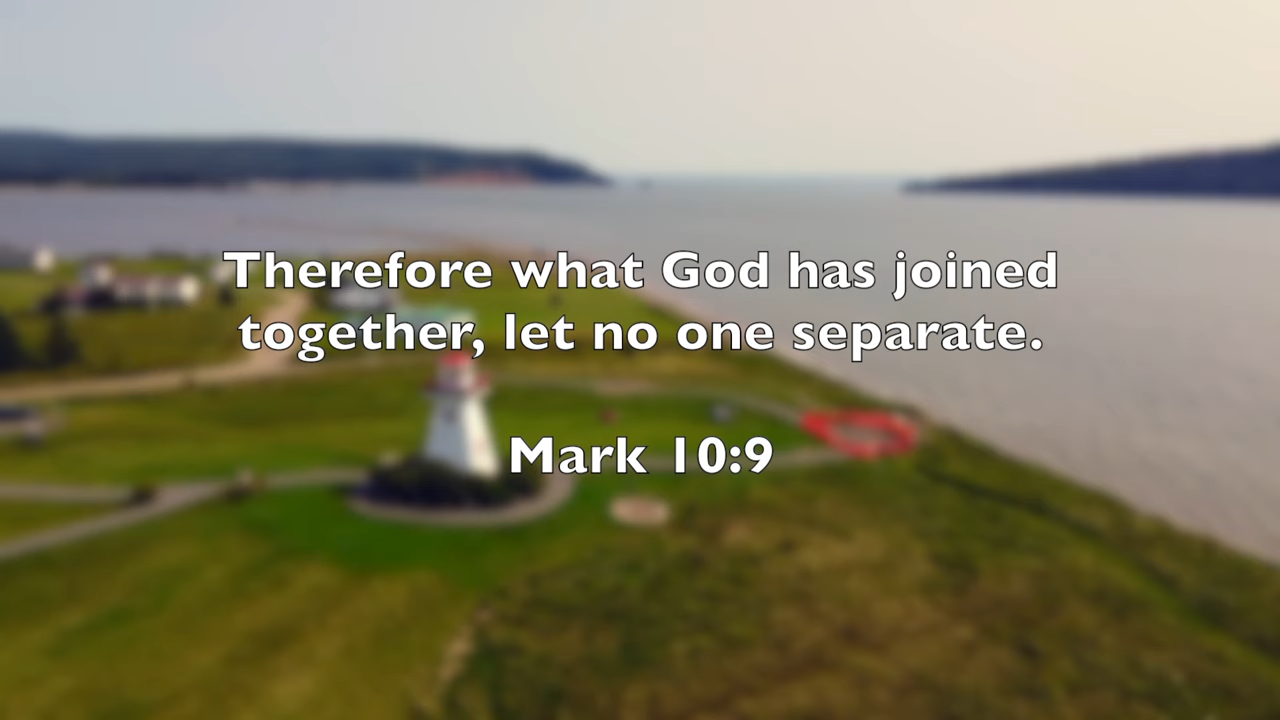 Therefore what God has joined
together, let no one separate.
Mark 10:9